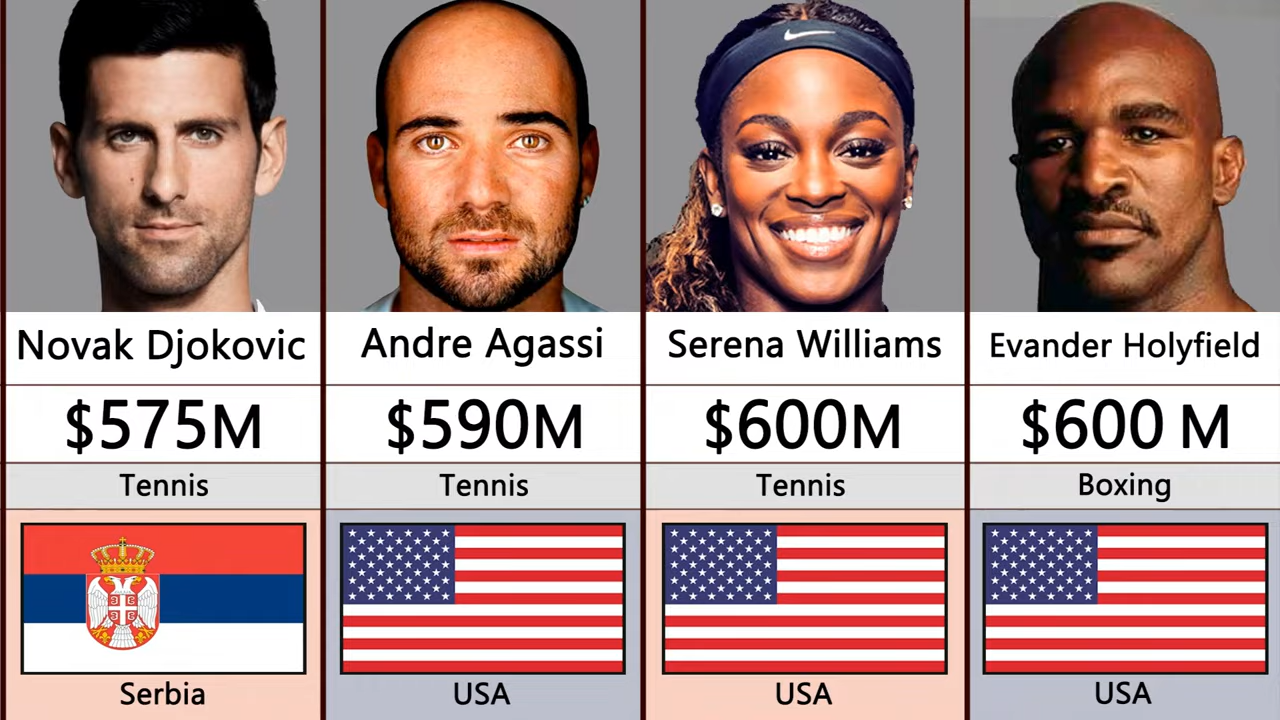 Novak Djokovic
$575M
Tennis
Serbia
Andre Agassi
$590M
Tennis
USA
Serena Williams
$600M
Tennis
USA
Evander Holyfield
$600 M
Boxing
USA